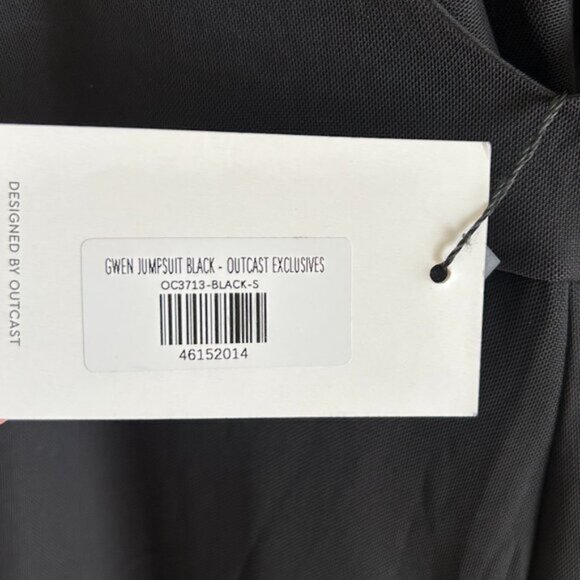 DESIGNED BY OUTCAST
GWEN JUMPSUIT BLACK - OUTCAST EXCLUSIVES
OC3713-BLACK-S
46152014